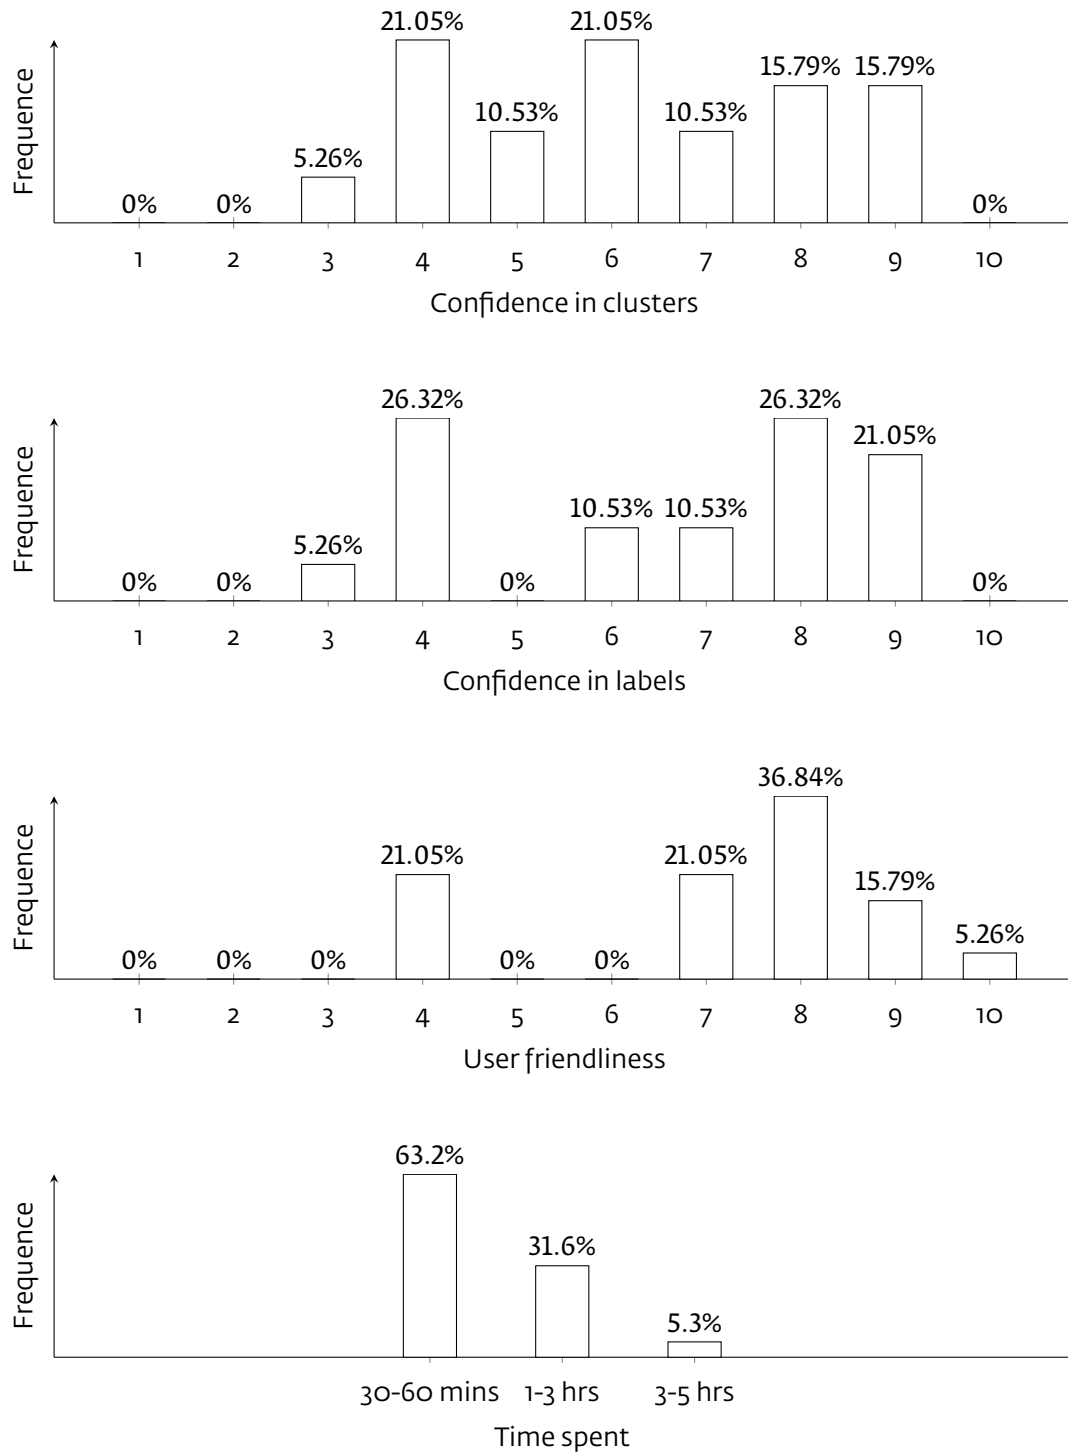 21.05% 21.05%
15.79% 15.79%
10.53% 10.53%
5.26%
0% 0% 0%
Frequence
1 2 3 4 5 6 7 8 9 10
Confidence in clusters
26.32% 26.32%
21.05%
10.53% 10.53%
5.26%
0% 0% 0% 0%
Frequence
1 2 3 4 5 6 7 8 9 10
Confidence in labels
36.84%
21.05% 21.05%
15.79%
5.26%
0% 0% 0% 0% 0%
Frequence
1 2 3 4 5 6 7 8 9 10
User friendliness
63.2%
31.6%
5.3%
Frequence
30-60 mins 1-3 hrs 3-5 hrs
Time spent